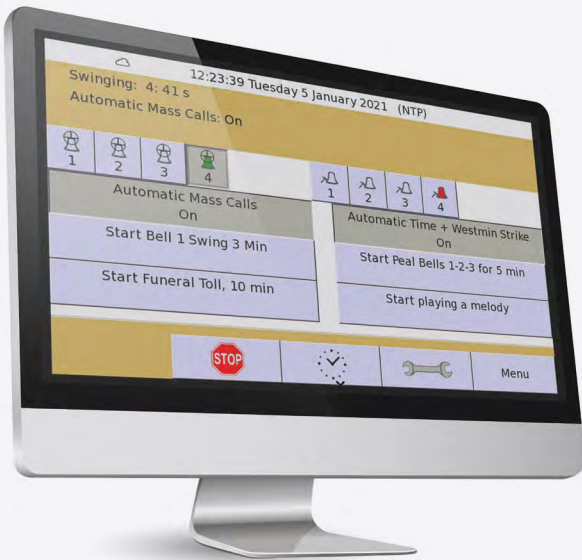 12:23:39 Tuesday 5 January 2021 (NTP)
Swinging: 4: 41 s
Automatic Mass Calls: On
1 2 3 4
1 2 3 4
Automatic Mass Calls
On
Start Bell 1 Swing 3 Min
Start Funeral Toll, 10 min
Automatic Time + Westmin Strike
On
Start Peal Bells 1-2-3 for 5 min
Start playing a melody
STOP
Menu